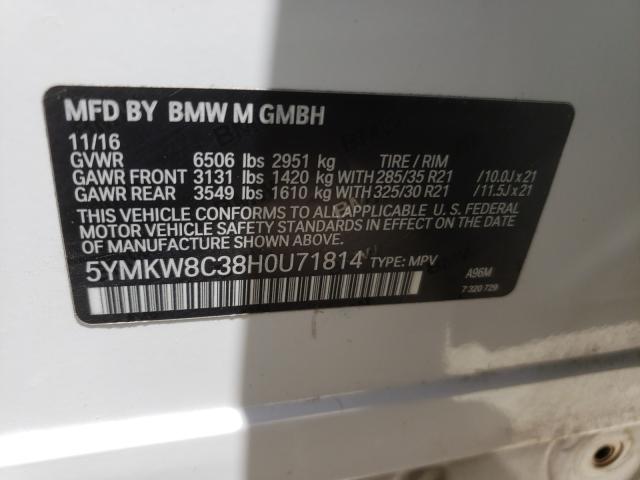 MFD BY BMW M GMBH
11/16
GVWR 6506 lbs 2951 kg TIRE / RIM
GAWR FRONT 3131 lbs 1420 kg WITH 285/35 R21 /10.0J x 21
GAWR REAR 3549 lbs 1610 kg WITH 325/30 R21 /11.5J x 21
THIS VEHICLE CONFORMS TO ALL APPLICABLE U. S. FEDERAL
MOTOR VEHICLE SAFETY STANDARDS IN EFFECT ON THE DATE
OF MANUFACTURE SHOWN ABOVE.
5YMKW8C38H0U71814 TYPE: MPV
A96M
7 320 729